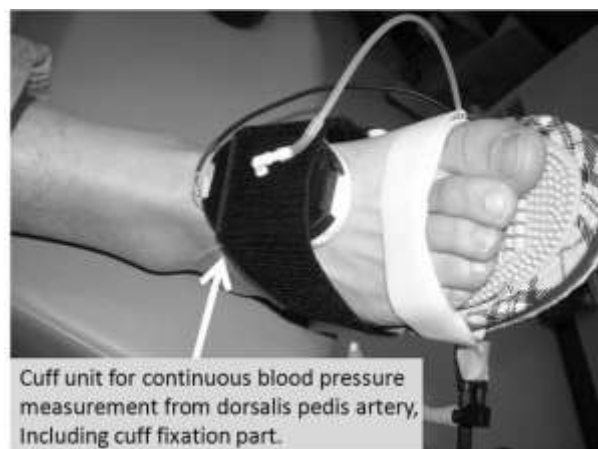 Cuff unit for continuous blood pressure
measurement from dorsalis pedis artery,
Including cuff fixation part.